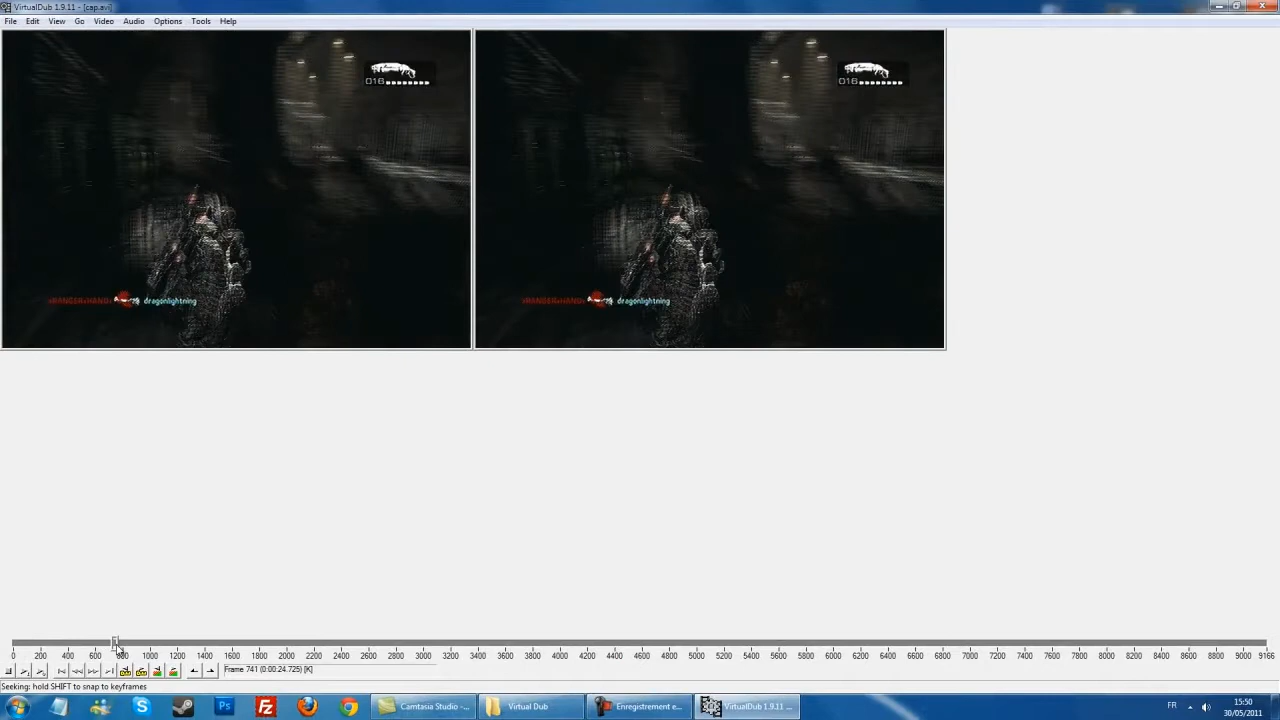 VirtualDub 1.9.11 - [cap.avi]
File Edit View Go Video Audio Options Tools Help
016
016
dragonlightning
dragonlightning
0 200 400 600 800 1000 1200 1400 1600 1800 2000 2200 2400 2600 2800 3000 3200 3400 3600 3800 4000 4200 4400 4600 4800 5000 5200 5400 5600 5800 6000 6200 6400 6600 6800 7000 7200 7400 7600 7800 8000 8200 8400 8600 8800 9000 9166
Frame 741 (0:00:24.725) [K]
Seeking: hold SHIFT to snap to keyframes
Camtasia Studio -... Virtual Dub Enregistrement e... VirtualDub 1.9.11 ... FR 15:50
30/05/2011